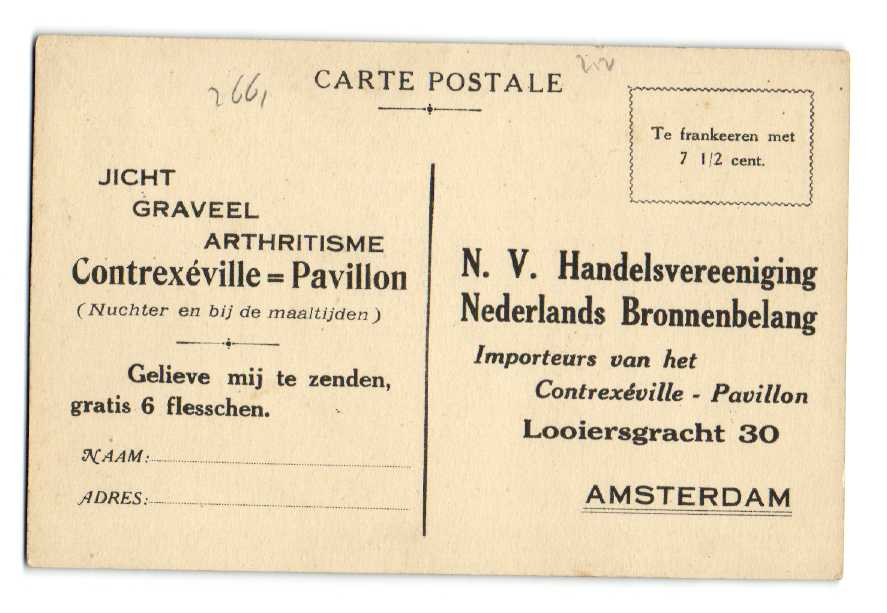 CARTE POSTALE
2661
Te frankeeren met
7 1/2 cent.
JICHT
GRAVEEL
ARTHRITISME
Contrexéville = Pavillon
(Nuchter en bij de maaltijden)
Gelieve mij te zenden,
gratis 6 flesschen.
NAAM:
ADRES:
N. V. Handelsvereeniging
Nederlands Bronnenbelang
Importeurs van het
Contrexéville - Pavillon
Looiersgracht 30
AMSTERDAM